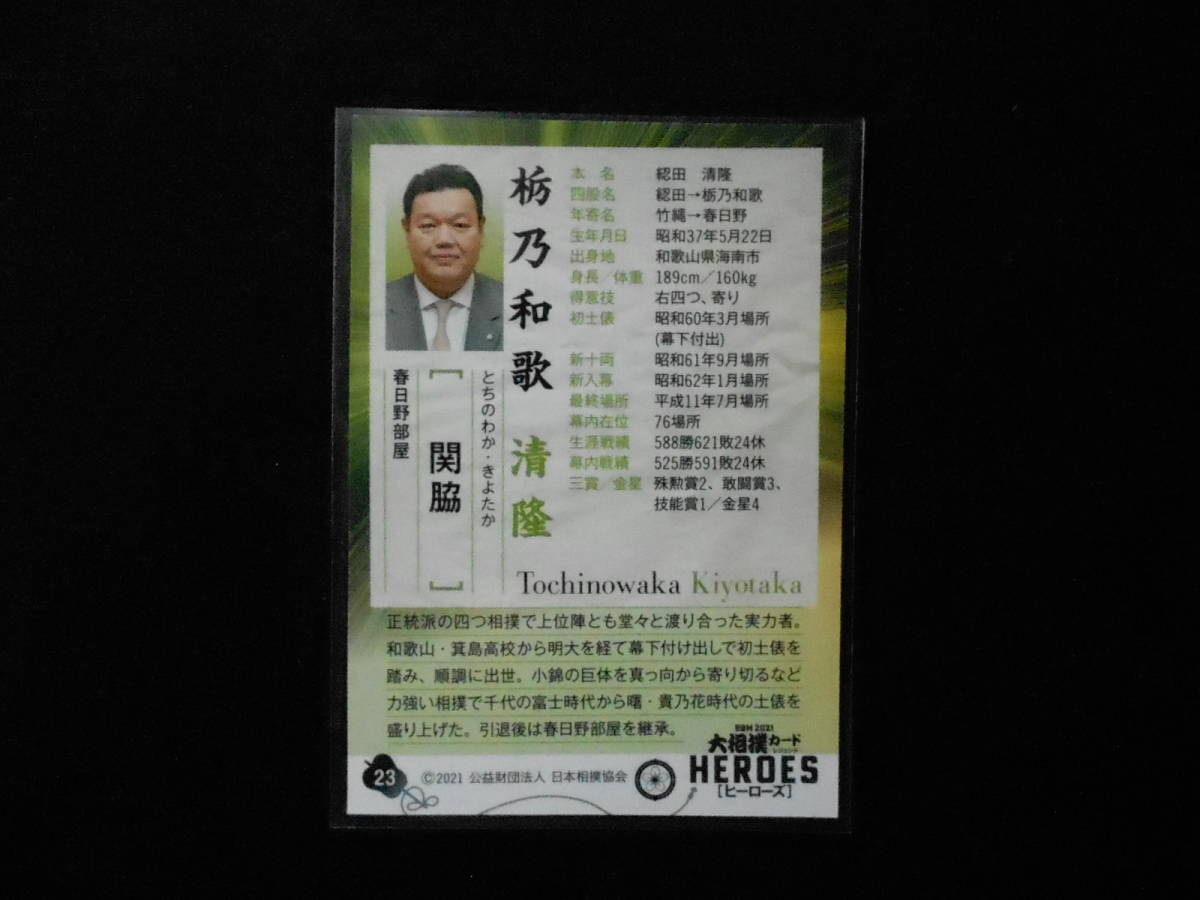 栃乃和歌 清隆
とちのわか・きよたか
［関脇］
春日野部屋
本名 綛田 清隆
四股名 綛田→栃乃和歌
年寄名 竹縄→春日野
生年月日 昭和37年5月22日
出身地 和歌山県海南市
身長／体重 189cm／160kg
得意技 右四つ、寄り
初土俵 昭和60年3月場所
(幕下付出)
新十両 昭和61年9月場所
新入幕 昭和62年1月場所
最終場所 平成11年7月場所
幕内在位 76場所
生涯戦績 588勝621敗24休
幕内戦績 525勝591敗24休
三賞／金星 殊勲賞2、敢闘賞3、
技能賞1／金星4
Tochinowaka Kiyotaka
正統派の四つ相撲で上位陣とも堂々と渡り合った実力者。
和歌山・箕島高校から明大を経て幕下付け出しで初土俵を
踏み、順調に出世。小錦の巨体を真っ向から寄り切るなど
力強い相撲で千代の富士時代から曙・貴乃花時代の土俵を
盛り上げた。引退後は春日野部屋を継承。
23
©2021 公益財団法人 日本相撲協会
BBM 2021
大相撲カード
レジェンド
HEROES
［ヒーローズ］